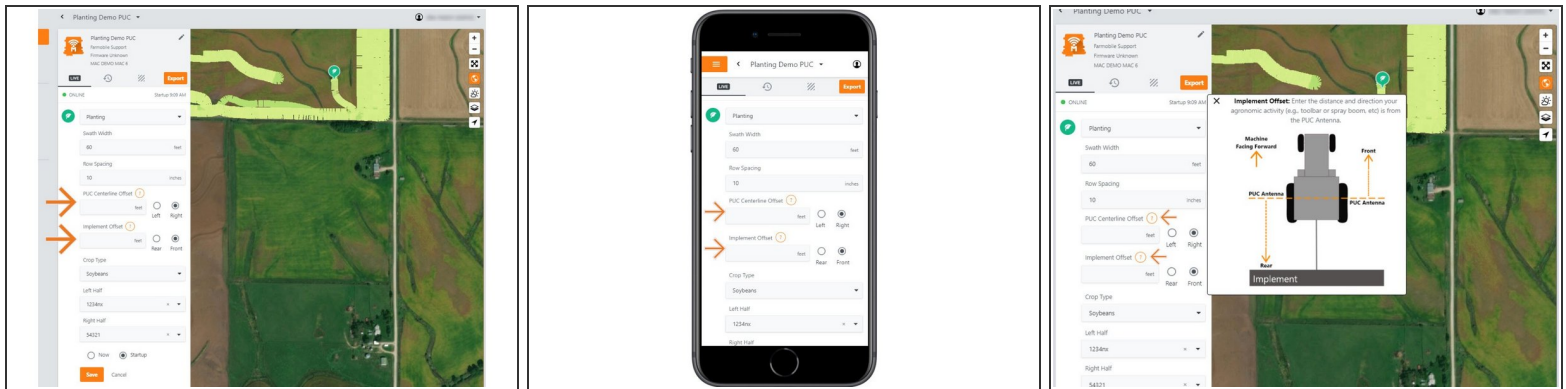 Planting Demo PUC
Planting Demo PUC
Farmobile Support
Firmware Unknown
MAC DEMO MAC 6
LIVE
Export
ONLINE
Startup 9:09 AM
Planting
Swath Width
60 feet
Row Spacing
10 inches
PUC Centerline Offset
feet
Left Right
Implement Offset
feet
Rear Front
Crop Type
Soybeans
Left Half
1234nx
Right Half
54321
Now Startup
Save Cancel
Planting Demo PUC
LIVE
Export
Planting
Swath Width
60 feet
Row Spacing
10 inches
PUC Centerline Offset
feet
Left Right
Implement Offset
feet
Rear Front
Crop Type
Soybeans
Left Half
1234nx
Right Half
Planting Demo PUC
Planting Demo PUC
Farmobile Support
Firmware Unknown
MAC DEMO MAC 6
LIVE
Export
ONLINE
Startup 9:09 AM
Planting
Swath Width
60 feet
Row Spacing
10 inches
PUC Centerline Offset
feet
Left Right
Implement Offset
feet
Rear Front
Crop Type
Soybeans
Left Half
1234nx
Right Half
54321
Implement Offset: Enter the distance and direction your
agronomic activity (e.g., toolbar or spray boom, etc) is from
the PUC Antenna.
Machine
Facing Forward
Front
PUC Antenna
PUC Antenna
Rear
Implement